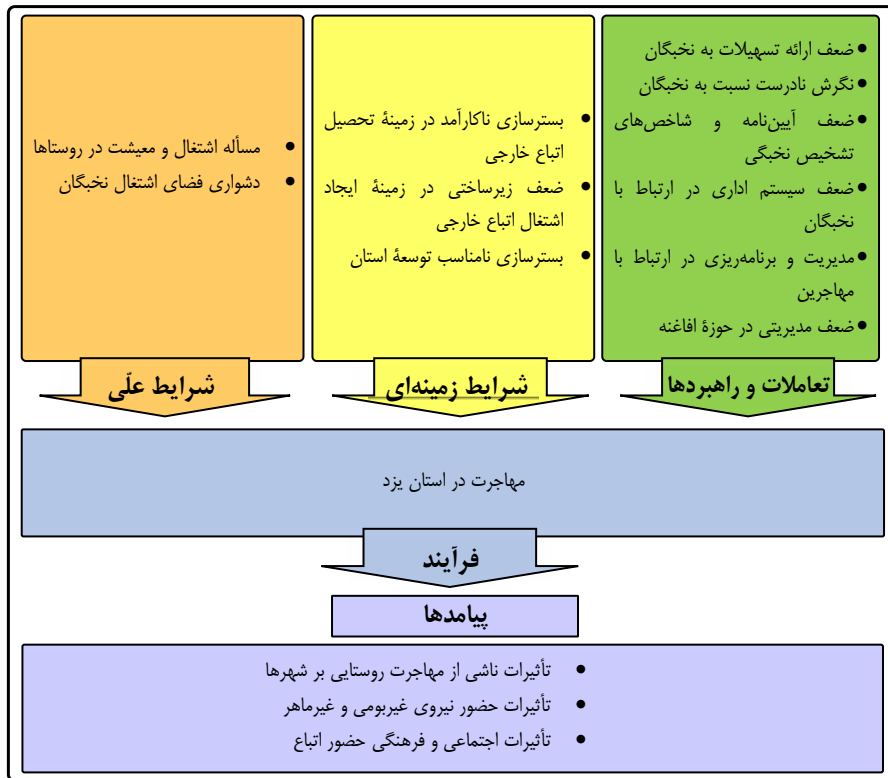 ضعف ارائه تسهیلات به نخبگان
نگرش نادرست نسبت به نخبگان
ضعف آیین‌نامه و شاخص‌های
تشخیص نخبگی
ضعف سیستم اداری در ارتباط با
نخبگان
مدیریت و برنامه‌ریزی در ارتباط با
مهاجرین
ضعف مدیریتی در حوزۀ افاغنه
تعاملات و راهبردها
بسترسازی ناکارآمد در زمینۀ تحصیل
اتباع خارجی
ضعف زیرساختی در زمینۀ ایجاد
اشتغال اتباع خارجی
بسترسازی نامناسب توسعۀ استان
شرایط زمینه‌ای
مسأله اشتغال و معیشت در روستاها
دشواری فضای اشتغال نخبگان
شرایط علّی
مهاجرت در استان یزد
فرآیند
پیامدها
تأثیرات ناشی از مهاجرت روستایی بر شهرها
تأثیرات حضور نیروی غیربومی و غیرماهر
تأثیرات اجتماعی و فرهنگی حضور اتباع